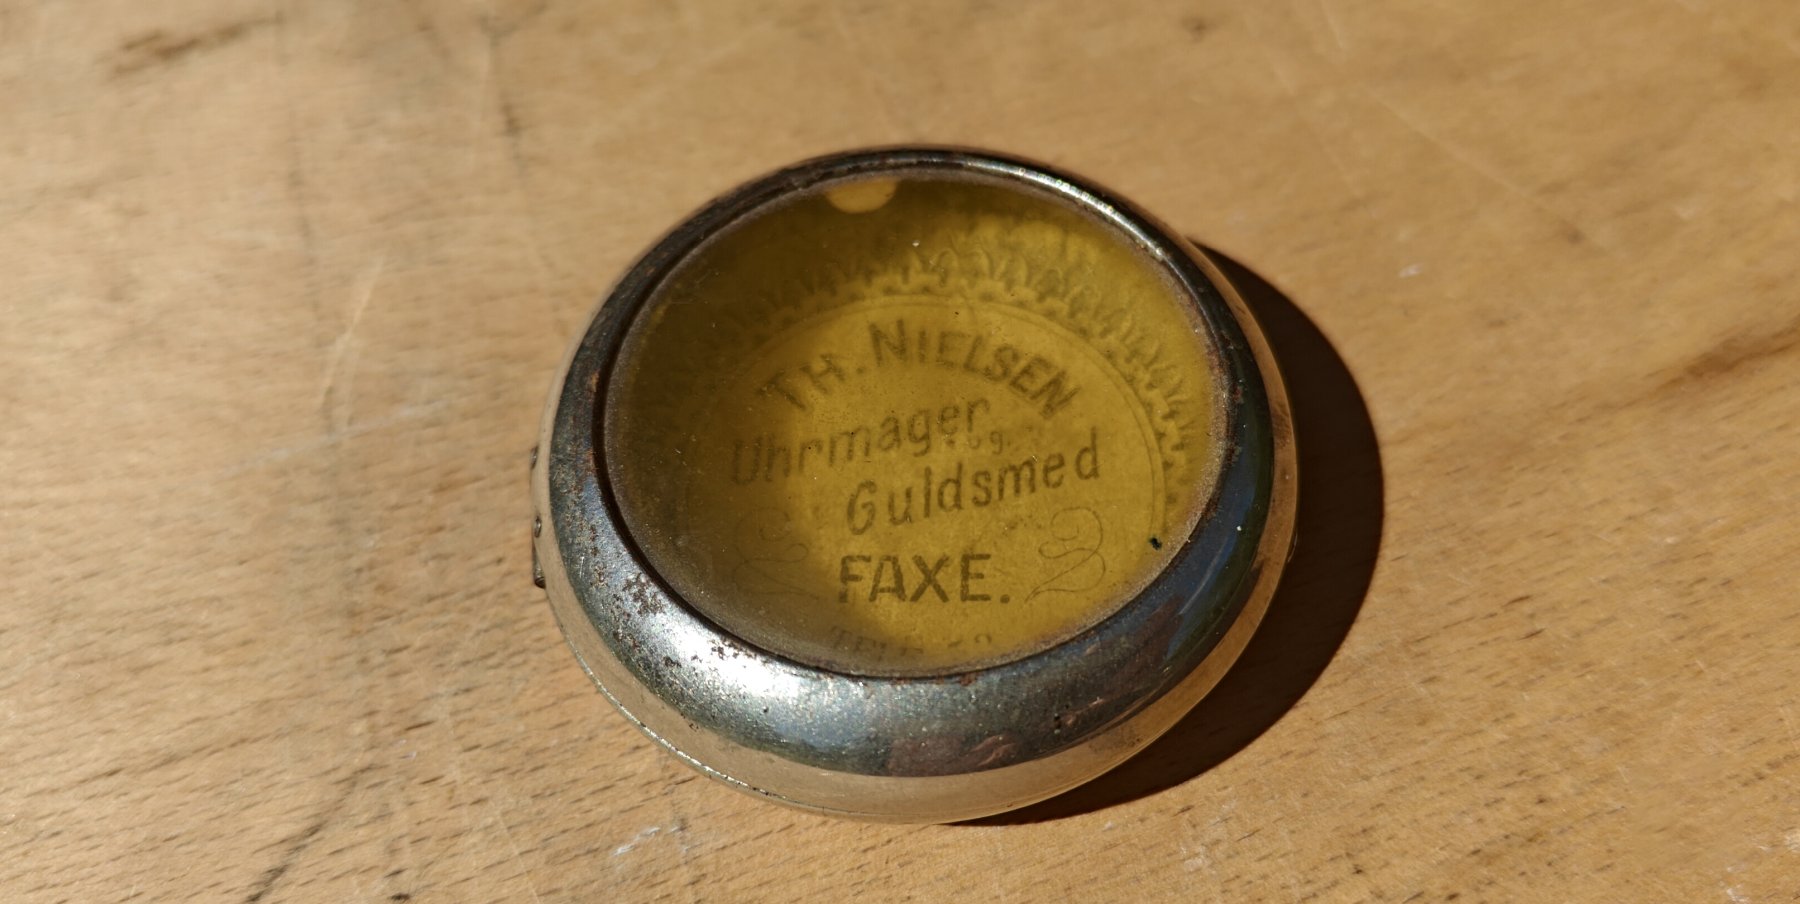 TH. NIELSEN
Uhrmager
og
Guldsmed
FAXE.